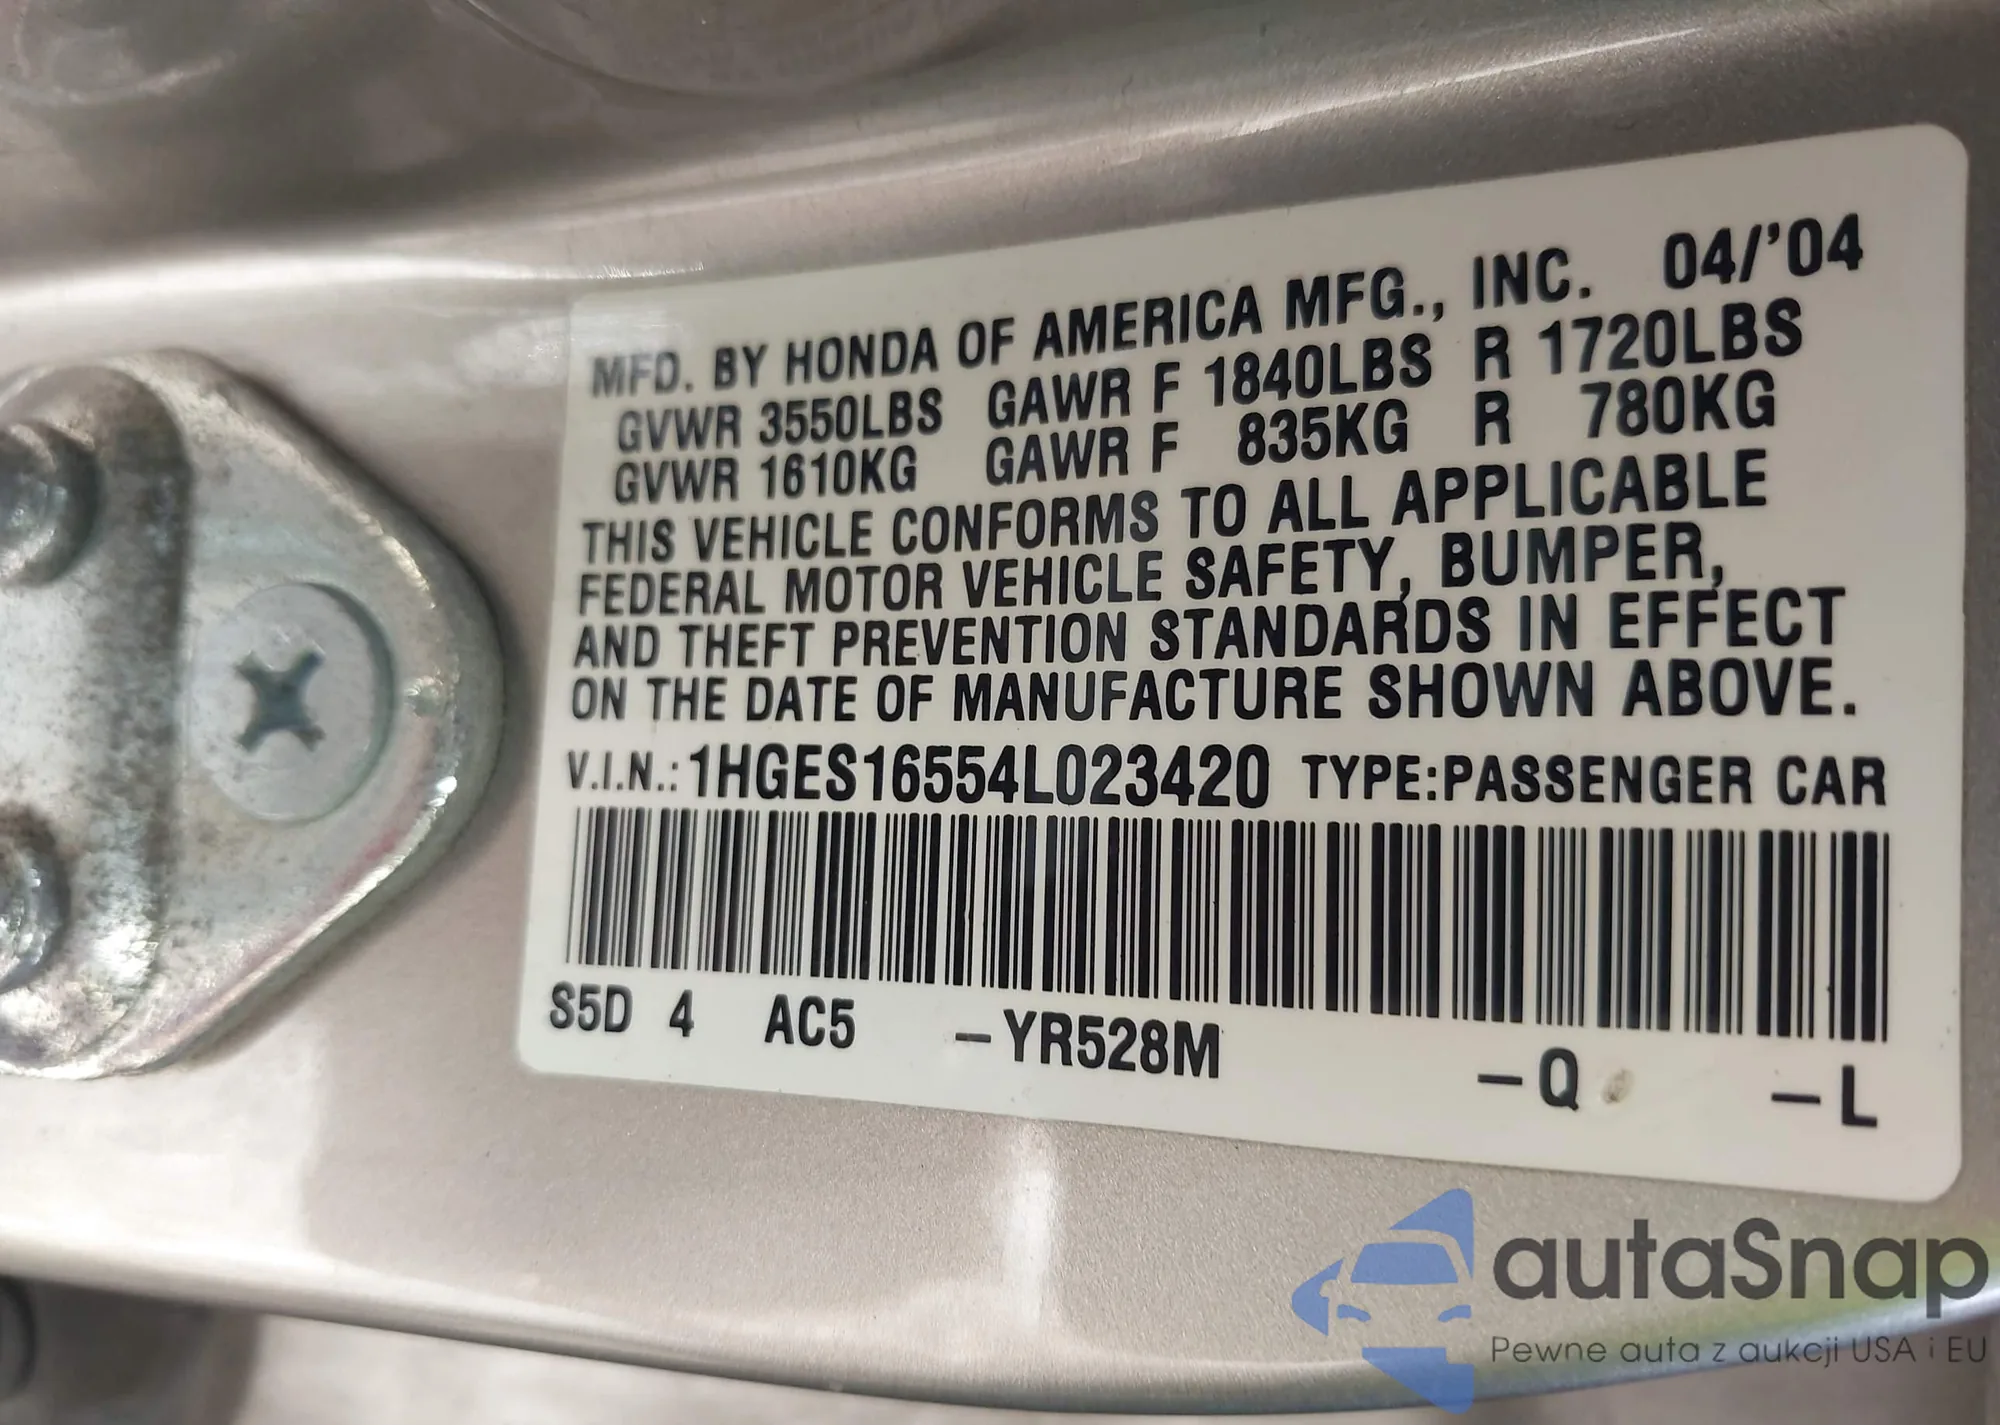 MFD. BY HONDA OF AMERICA MFG., INC. 04/'04
GVWR 3550LBS GAWR F 1840LBS R 1720LBS
GVWR 1610KG GAWR F 835KG R 780KG
THIS VEHICLE CONFORMS TO ALL APPLICABLE
FEDERAL MOTOR VEHICLE SAFETY, BUMPER,
AND THEFT PREVENTION STANDARDS IN EFFECT
ON THE DATE OF MANUFACTURE SHOWN ABOVE.
V.I.N.: 1HGES16554L023420 TYPE:PASSENGER CAR
S5D 4 AC5 –YR528M –Q –L
autaSnap
Pewne auta z aukcji USA i EU